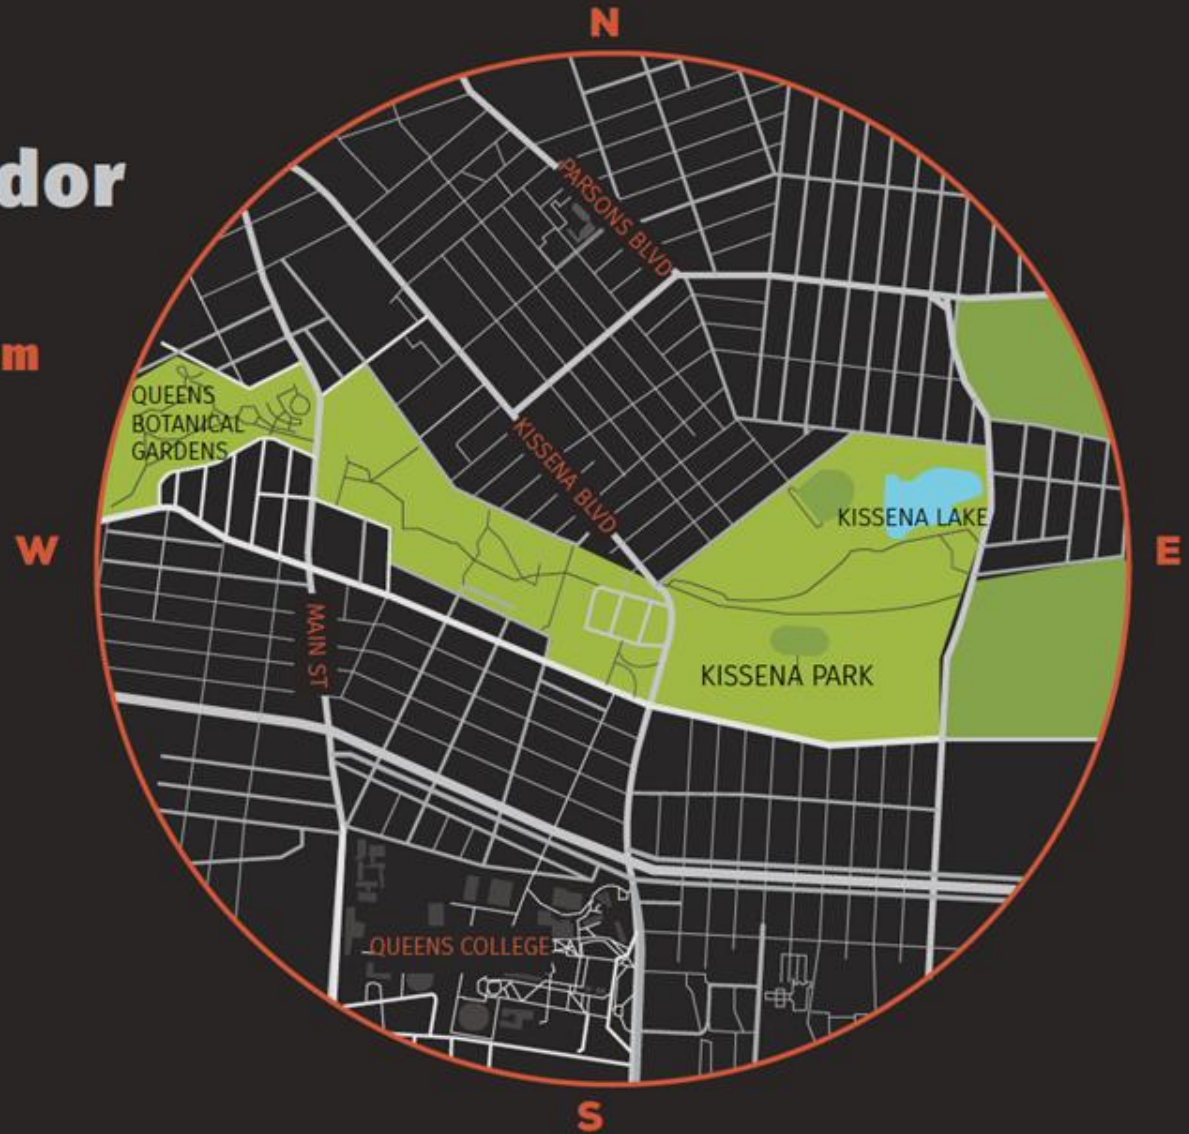 N
dor
PARSONS BLVD
m
QUEENS
BOTANICAL
GARDENS
KISSENA BLVD
KISSENA LAKE
W
E
MAIN ST
KISSENA PARK
QUEENS COLLEGE
S